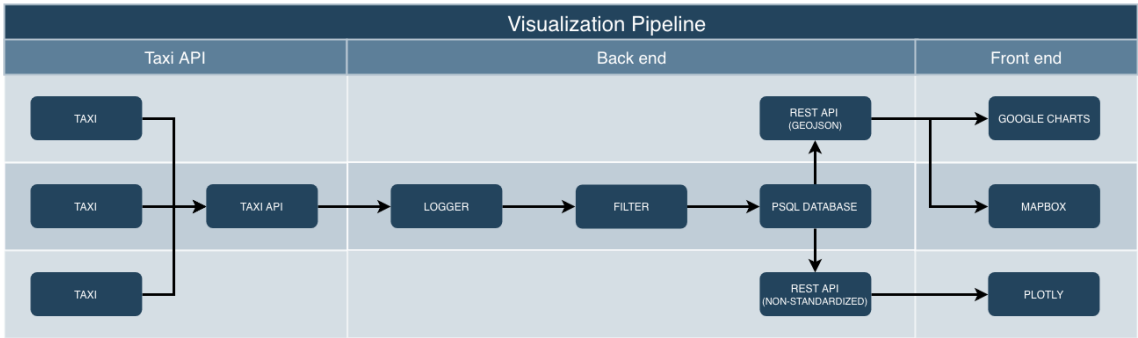 Visualization Pipeline
Taxi API
Back end
Front end
TAXI
REST API
(GEOJSON)
GOOGLE CHARTS
TAXI
TAXI API
LOGGER
FILTER
PSQL DATABASE
MAPBOX
TAXI
REST API
(NON-STANDARDIZED)
PLOTLY